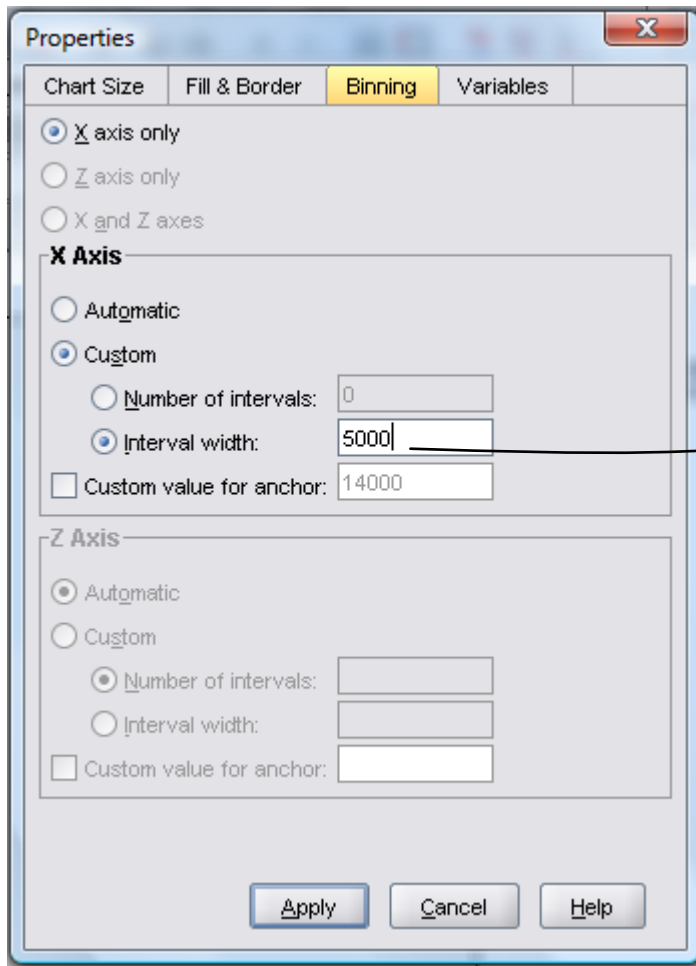 Properties
X
Chart Size Fill & Border Binning Variables
X axis only
Z axis only
X and Z axes
X Axis
Automatic
Custom
Number of intervals: 0
Interval width: 5000
Custom value for anchor: 14000
Z Axis
Automatic
Custom
Number of intervals:
Interval width:
Custom value for anchor:
Apply Cancel Help